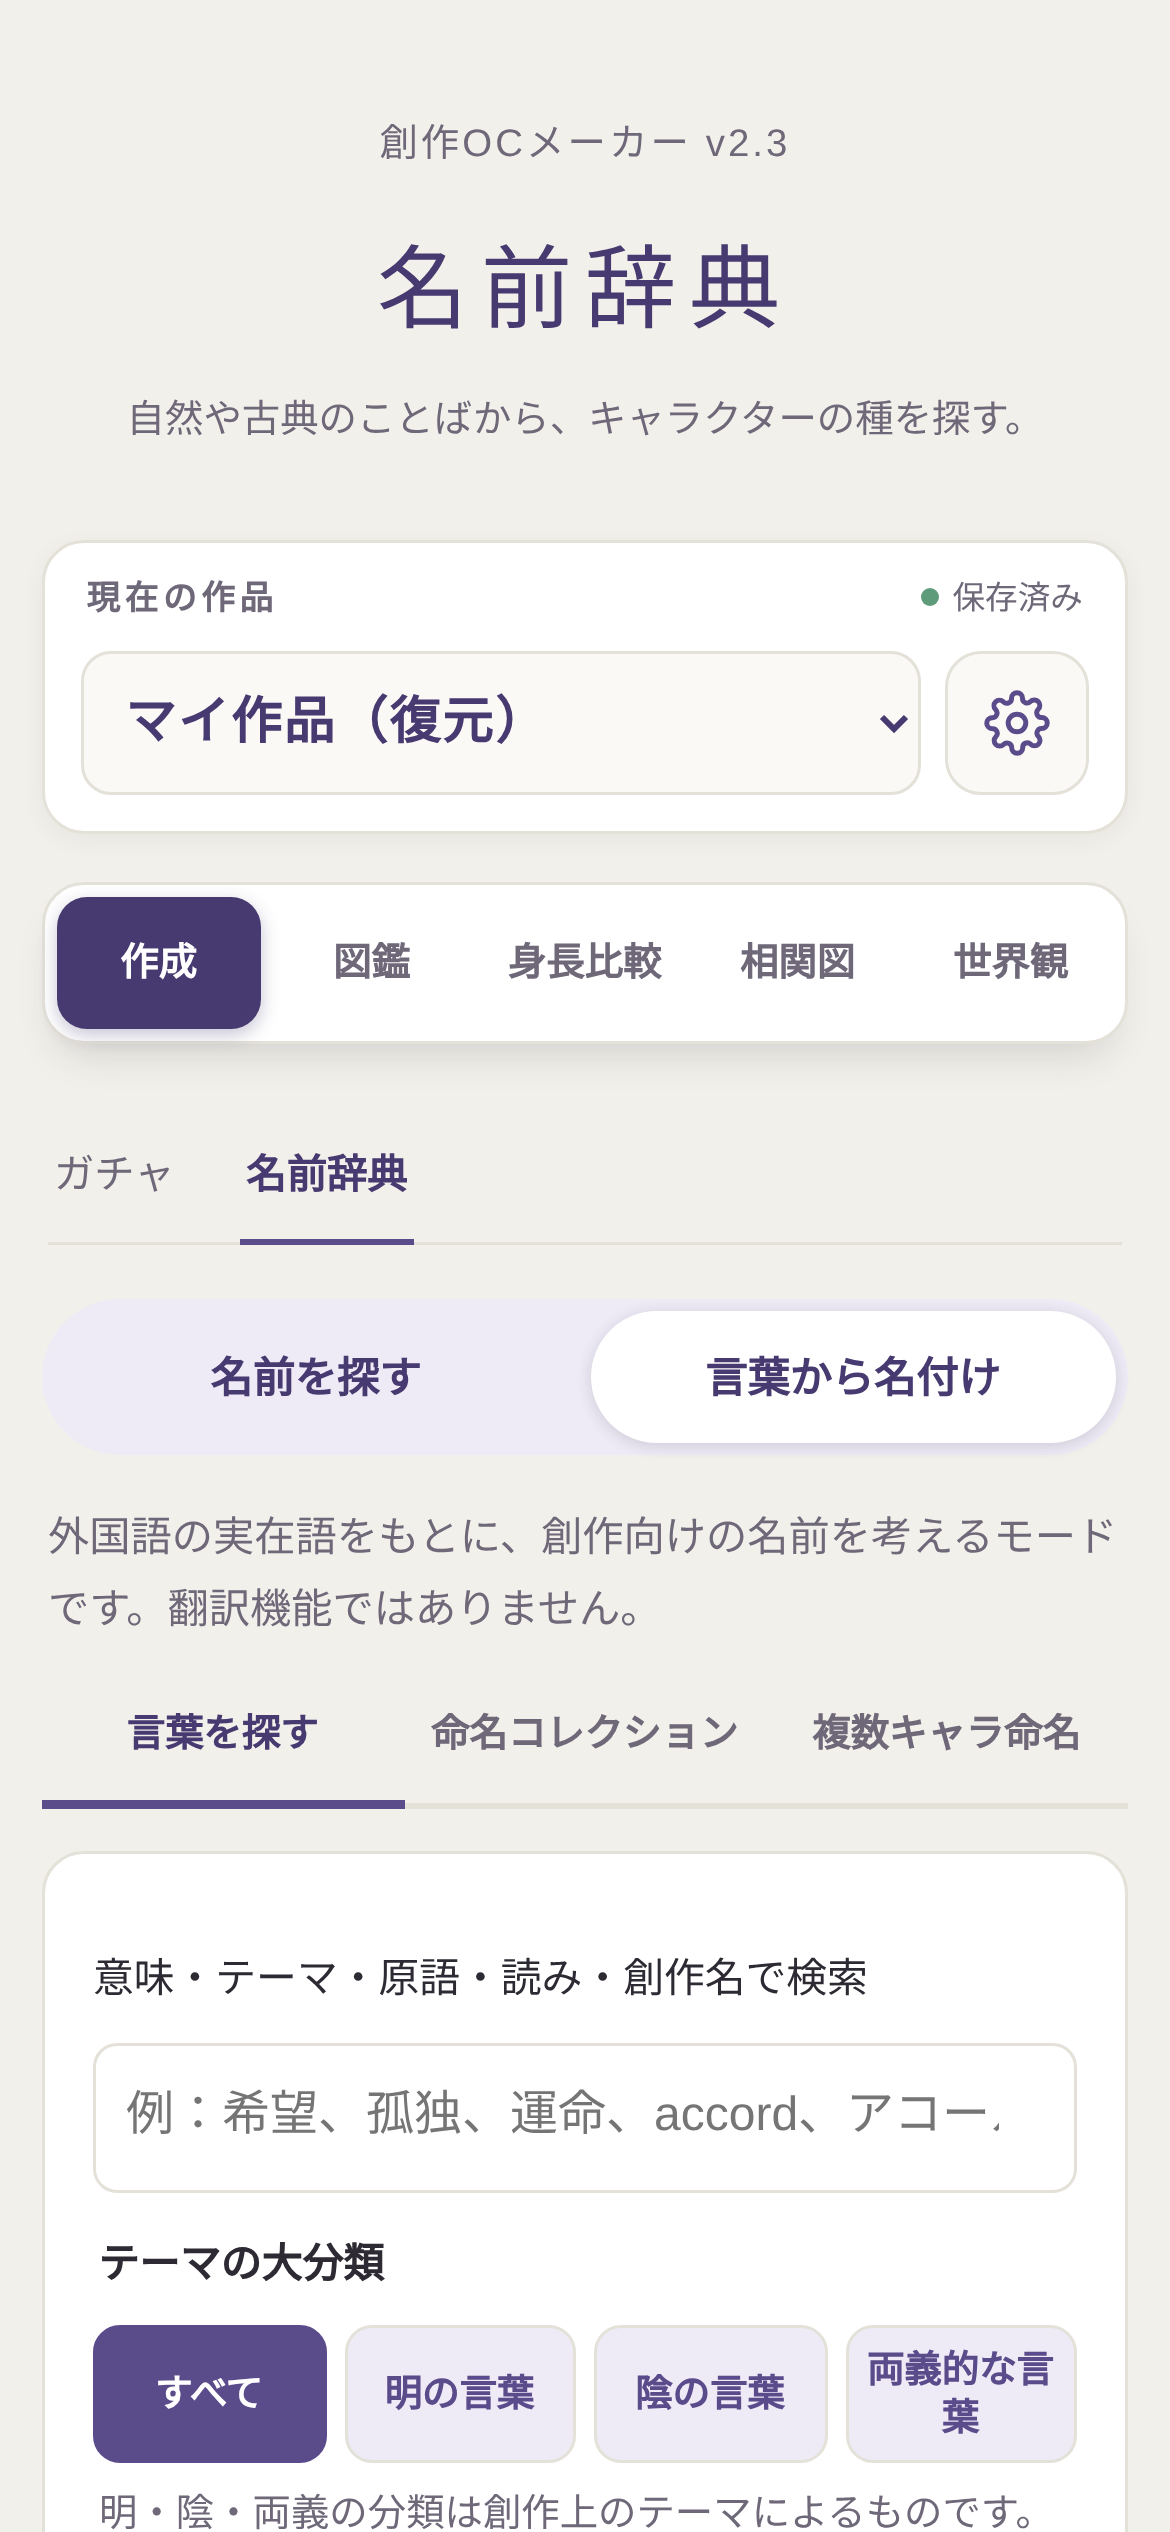 創作OCメーカー v2.3
名前辞典
自然や古典のことばから、キャラクターの種を探す。
現在の作品
保存済み
マイ作品（復元）
作成
図鑑
身長比較
相関図
世界観
ガチャ
名前辞典
名前を探す
言葉から名付け
外国語の実在語をもとに、創作向けの名前を考えるモード
です。翻訳機能ではありません。
言葉を探す
命名コレクション
複数キャラ命名
意味・テーマ・原語・読み・創作名で検索
例：希望、孤独、運命、accord、アコー
テーマの大分類
すべて
明の言葉
陰の言葉
両義的な言
葉
明・陰・両義の分類は創作上のテーマによるものです。